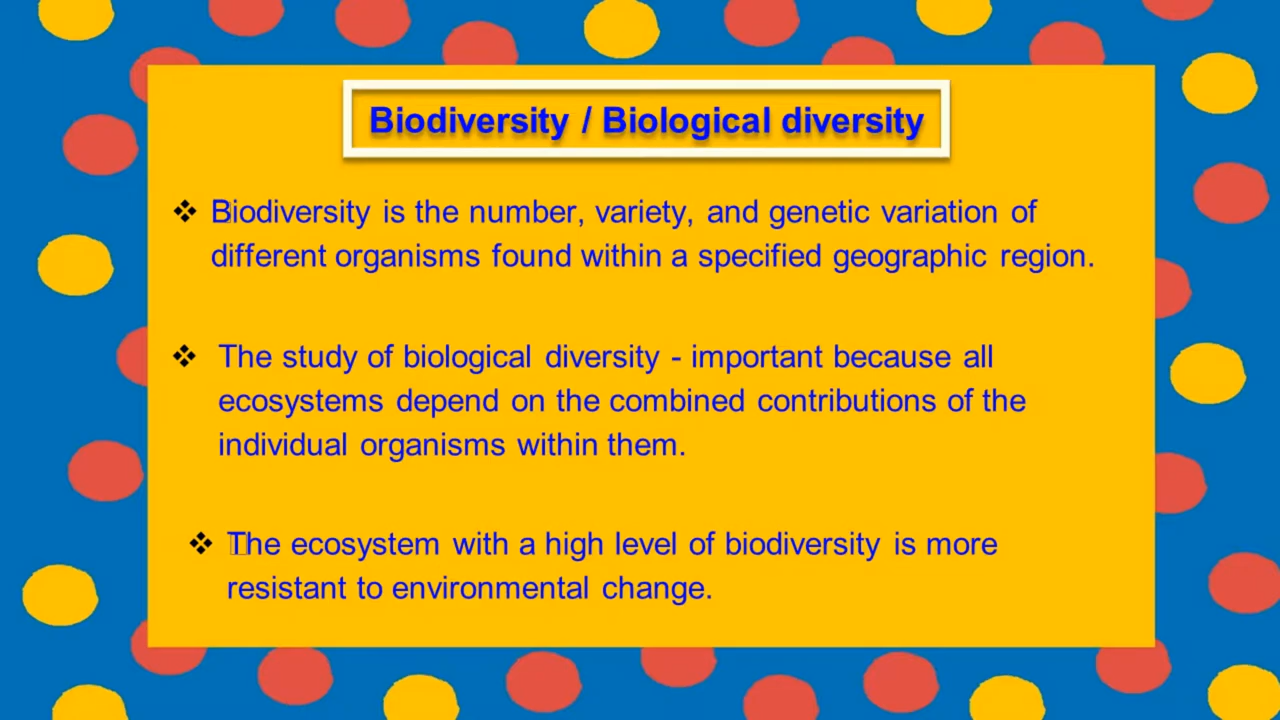 Biodiversity / Biological diversity
❖ Biodiversity is the number, variety, and genetic variation of
different organisms found within a specified geographic region.
❖ The study of biological diversity - important because all
ecosystems depend on the combined contributions of the
individual organisms within them.
❖ The ecosystem with a high level of biodiversity is more
resistant to environmental change.